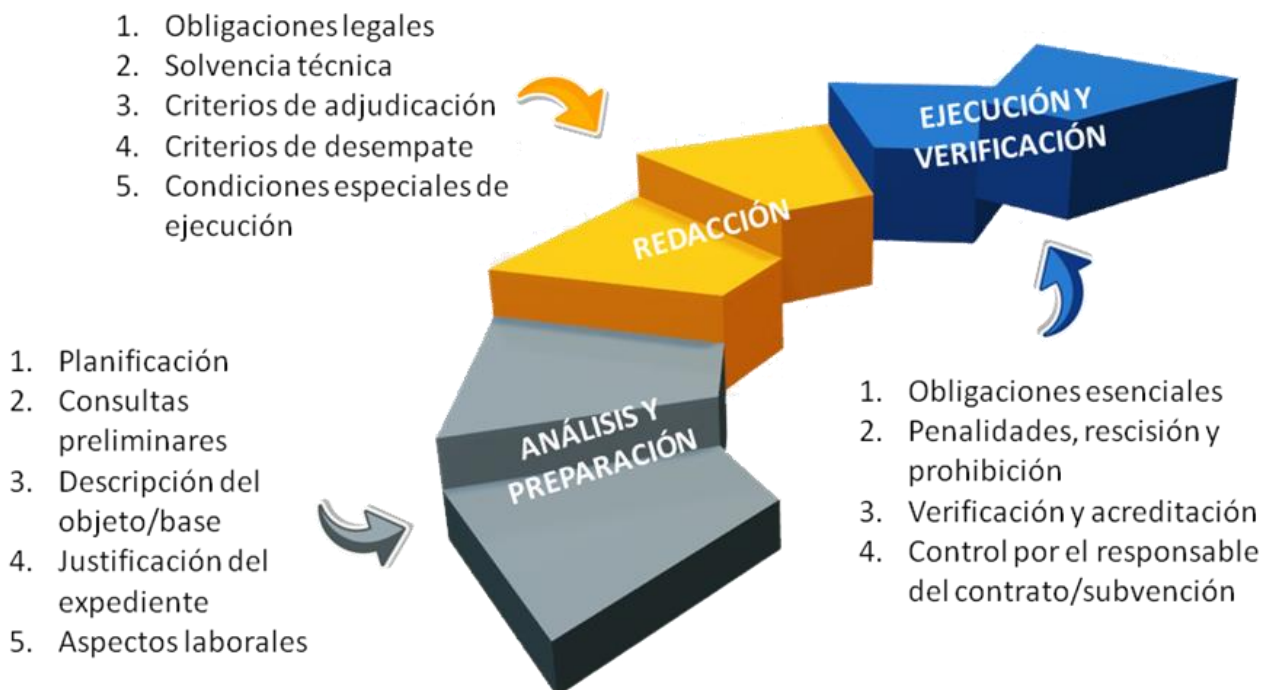 1. Obligaciones legales
2. Solvencia técnica
3. Criterios de adjudicación
4. Criterios de desempate
5. Condiciones especiales de
ejecución
EJECUCIÓN Y
VERIFICACIÓN
REDACCIÓN
1. Planificación
2. Consultas
preliminares
3. Descripción del
objeto/base
4. Justificación del
expediente
5. Aspectos laborales
ANÁLISIS Y
PREPARACIÓN
1. Obligaciones esenciales
2. Penalidades, rescisión y
prohibición
3. Verificación y acreditación
4. Control por el responsable
del contrato/subvención